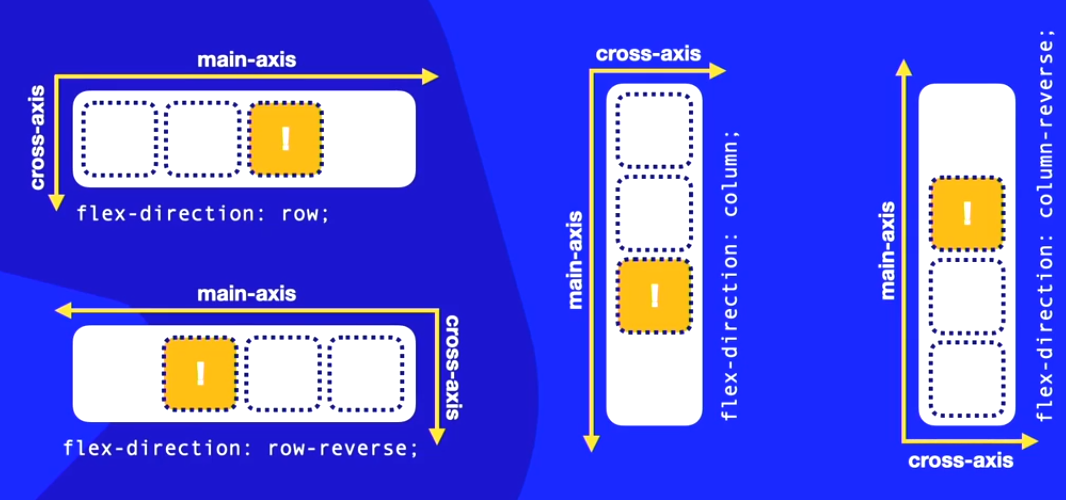 main-axis
cross-axis
!
flex-direction: row;
main-axis
cross-axis
!
flex-direction: row-reverse;
cross-axis
main-axis
!
flex-direction: column;
main-axis
!
cross-axis
flex-direction: column-reverse;